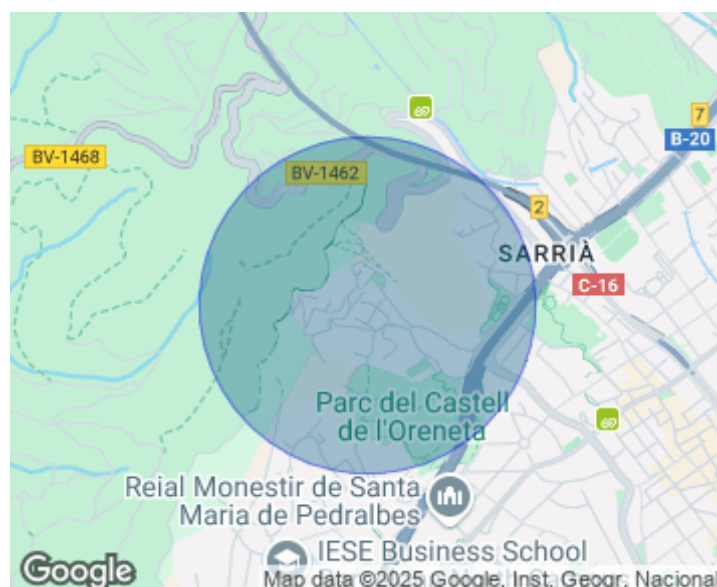 7
B-20
BV-1468
BV-1462
2
SARRIÀ
C-16
Parc del Castell
de l'Oreneta
Reial Monestir de Santa
Maria de Pedralbes
IESE Business School
Google
Map data ©2025 Google, Inst. Geogr. Nacional